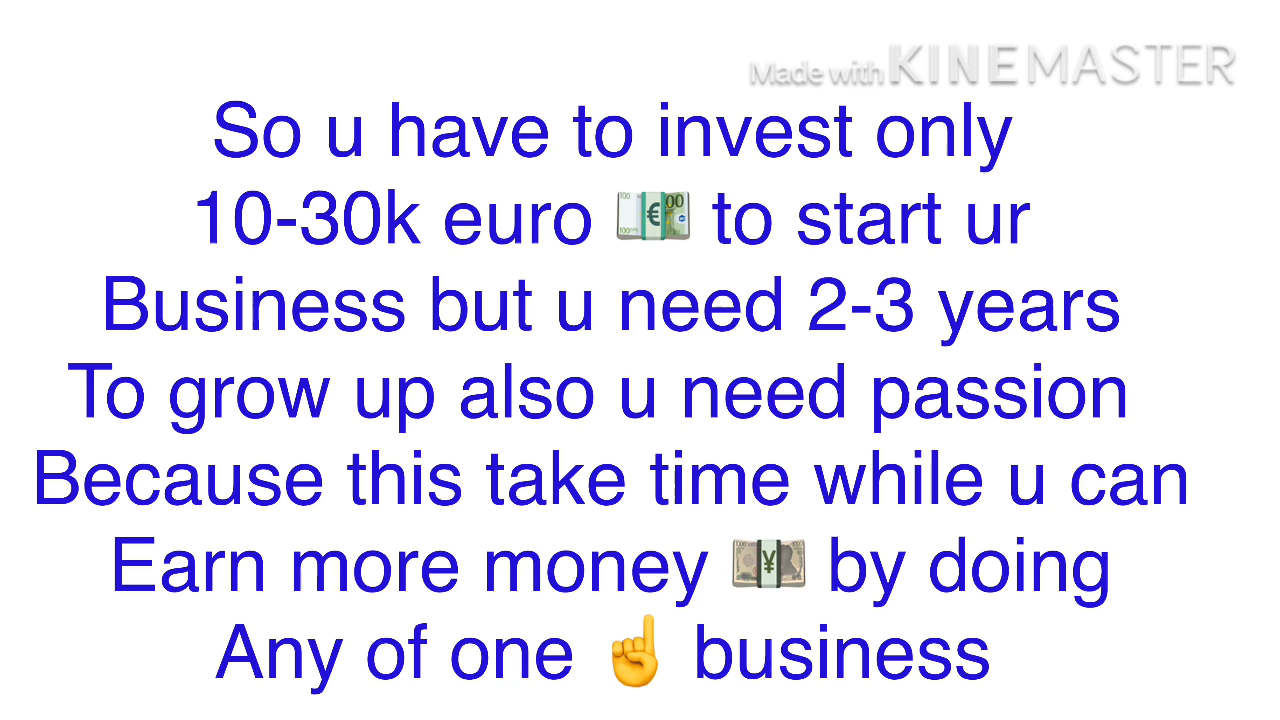 Made with KINEMASTER
So u have to invest only
10-30k euro 💶 to start ur
Business but u need 2-3 years
To grow up also u need passion
Because this take time while u can
Earn more money 💴 by doing
Any of one ☝ business